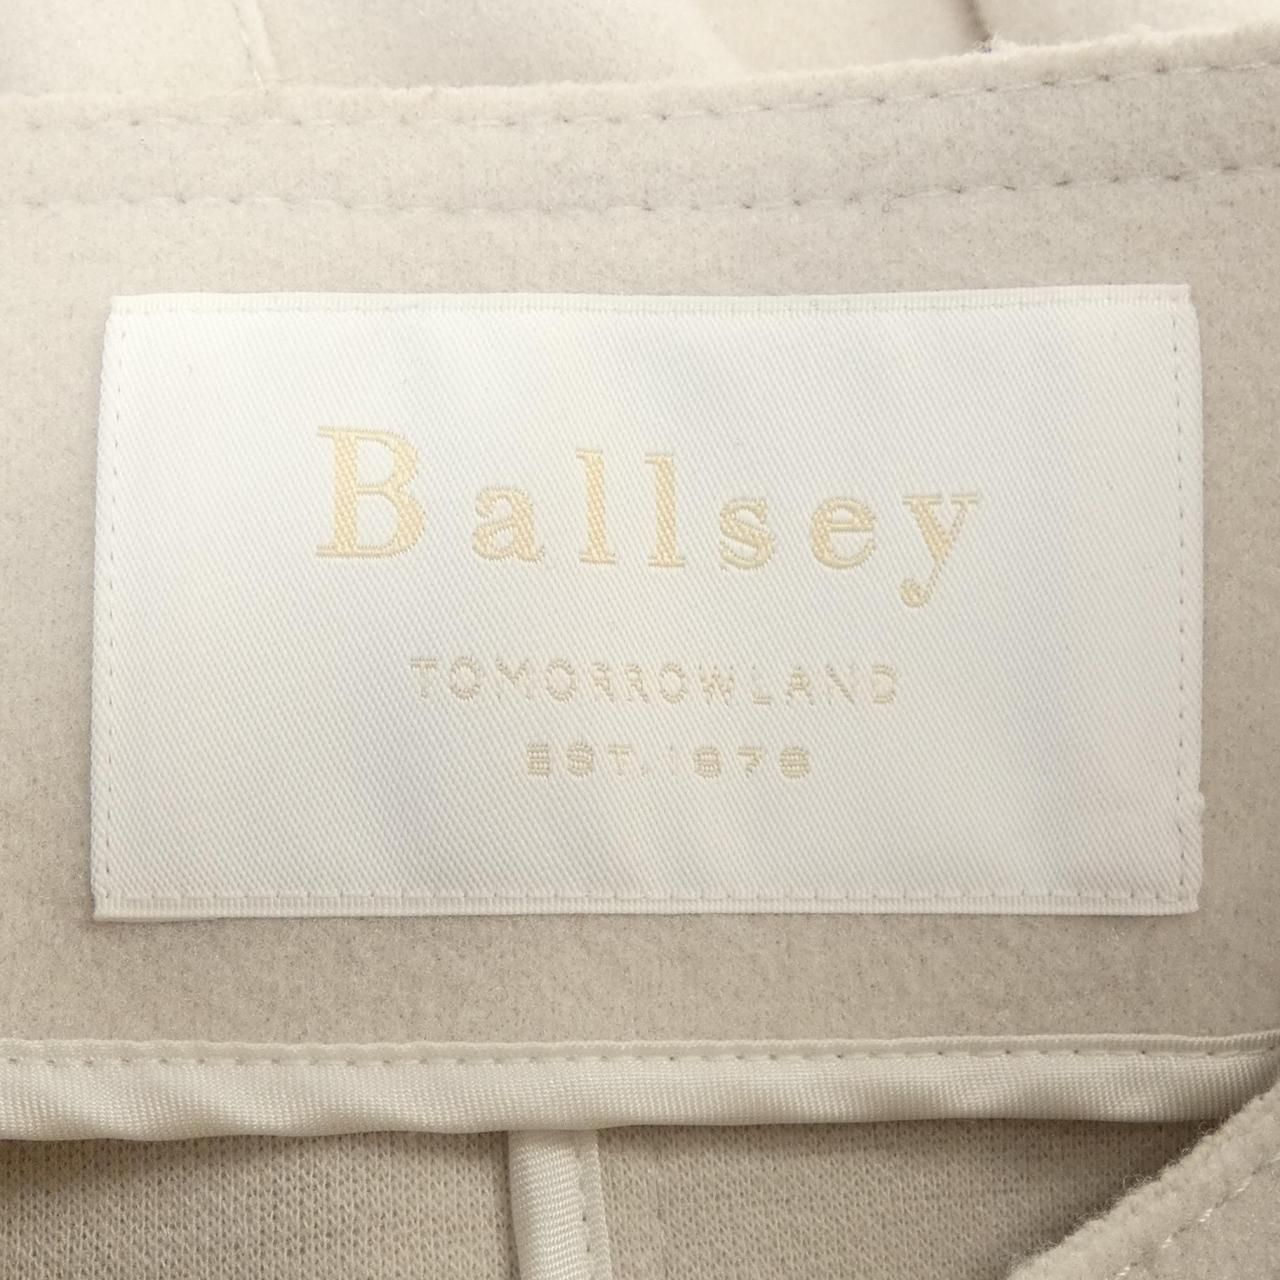 Ballsey
TOMORROWLAND
EST. 1978